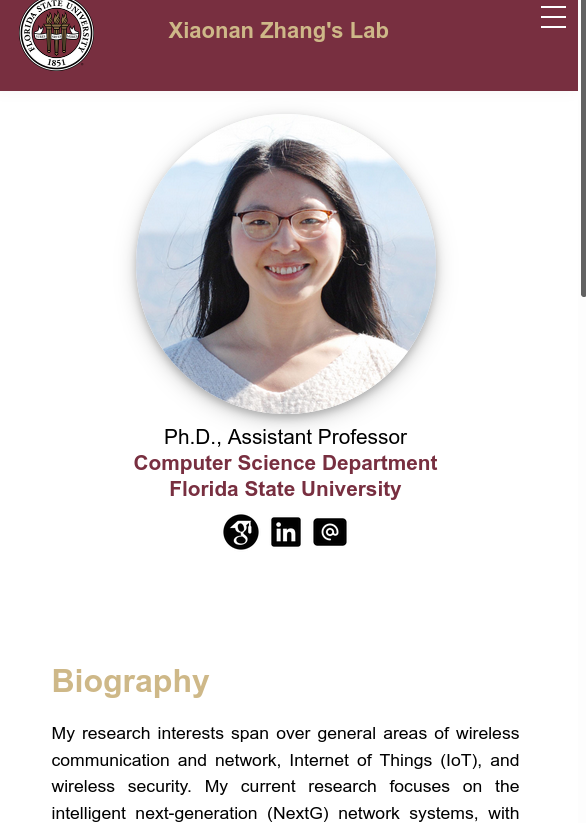 FLORIDA STATE UNIVERSITY
1851
Xiaonan Zhang's Lab
Ph.D., Assistant Professor
Computer Science Department
Florida State University
in
@
Biography
My research interests span over general areas of wireless
communication and network, Internet of Things (IoT), and
wireless security. My current research focuses on the
intelligent next-generation (NextG) network systems, with